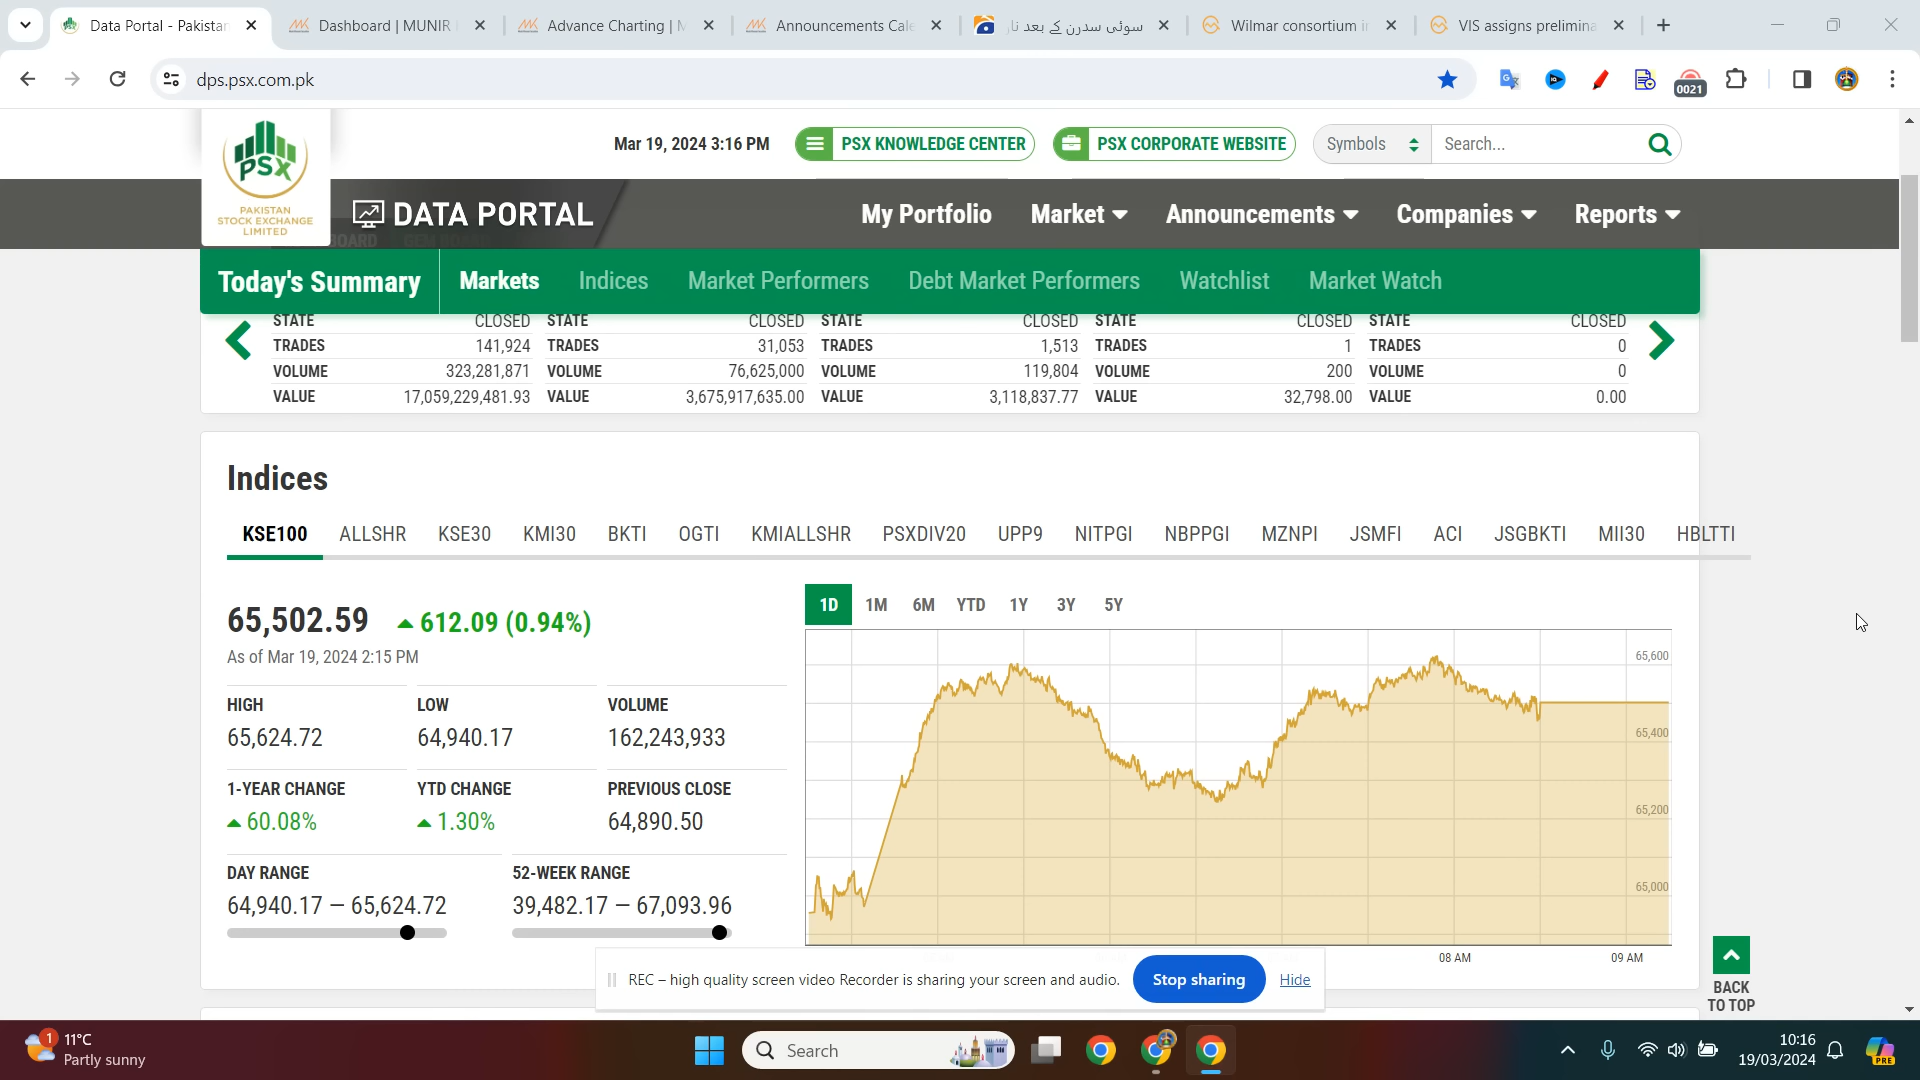 Data Portal - Pakistan
Dashboard | MUNIR
Advance Charting | M
Announcements Cale
سوئی سدرن کے بعد نار
Wilmar consortium in
VIS assigns prelimina
dps.psx.com.pk
0021
PSX
PAKISTAN
STOCK EXCHANGE
LIMITED
Mar 19, 2024 3:16 PM
PSX KNOWLEDGE CENTER
PSX CORPORATE WEBSITE
Symbols
Search...
DATA PORTAL
My Portfolio
Market
Announcements
Companies
Reports
Today's Summary
Markets
Indices
Market Performers
Debt Market Performers
Watchlist
Market Watch
STATE CLOSED STATE CLOSED STATE CLOSED STATE CLOSED STATE CLOSED
TRADES 141,924 TRADES 31,053 TRADES 1,513 TRADES 1 TRADES 0
VOLUME 323,281,871 VOLUME 76,625,000 VOLUME 119,804 VOLUME 200 VOLUME 0
VALUE 17,059,229,481.93 VALUE 3,675,917,635.00 VALUE 3,118,837.77 VALUE 32,798.00 VALUE 0.00
Indices
KSE100 ALLSHR KSE30 KMI30 BKTI OGTI KMIALLSHR PSXDIV20 UPP9 NITPGI NBPPGI MZNPI JSMFI ACI JSGBKTI MII30 HBLTTI
65,502.59 612.09 (0.94%)
As of Mar 19, 2024 2:15 PM
HIGH LOW VOLUME
65,624.72 64,940.17 162,243,933
1-YEAR CHANGE YTD CHANGE PREVIOUS CLOSE
60.08% 1.30% 64,890.50
DAY RANGE 52-WEEK RANGE
64,940.17 — 65,624.72 39,482.17 — 67,093.96
1D 1M 6M YTD 1Y 3Y 5Y
65,600
65,400
65,200
65,000
08 AM 09 AM
BACK
TO TOP
REC – high quality screen video Recorder is sharing your screen and audio.
Stop sharing
Hide
1
11°C
Partly sunny
Search
10:16
19/03/2024
PRE